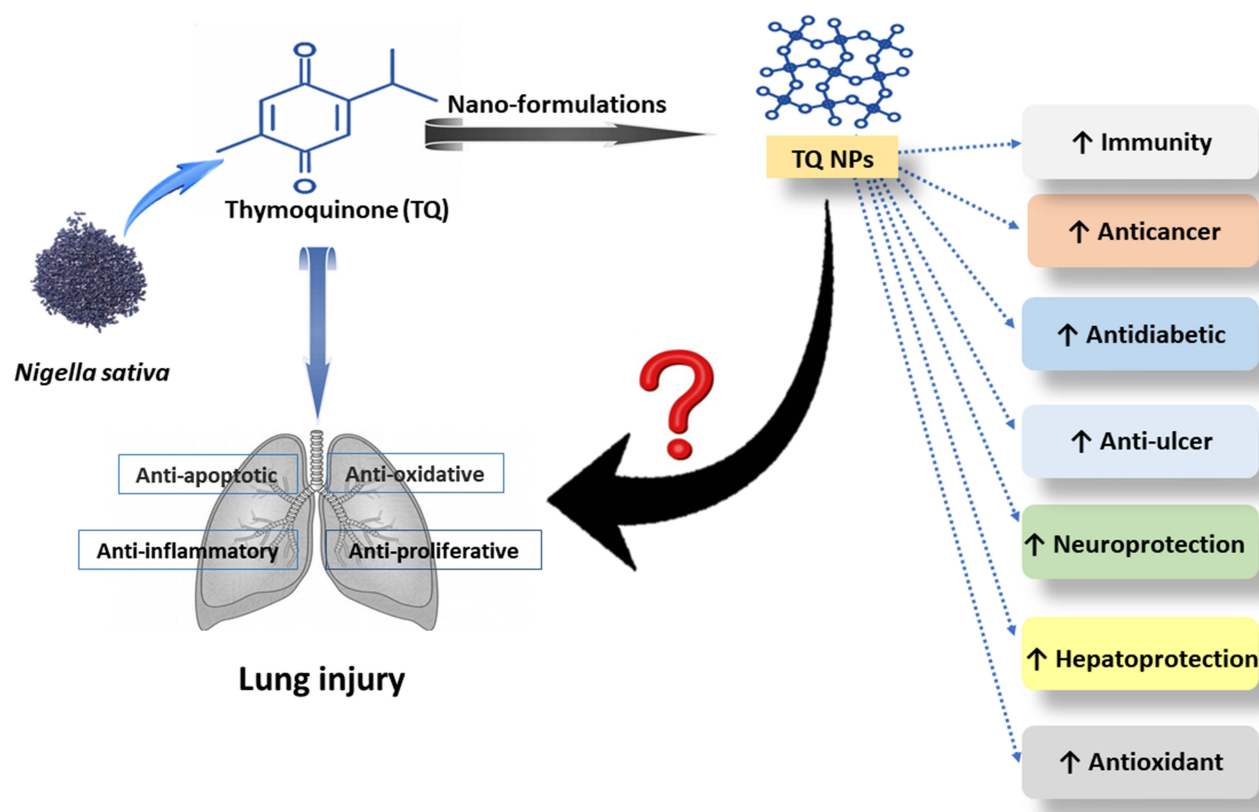 O
O
Thymoquinone (TQ)
Nigella sativa
Nano-formulations
TQ NPs
↑ Immunity
↑ Anticancer
↑ Antidiabetic
↑ Anti-ulcer
↑ Neuroprotection
↑ Hepatoprotection
↑ Antioxidant
?
Anti-apoptotic
Anti-oxidative
Anti-inflammatory
Anti-proliferative
Lung injury